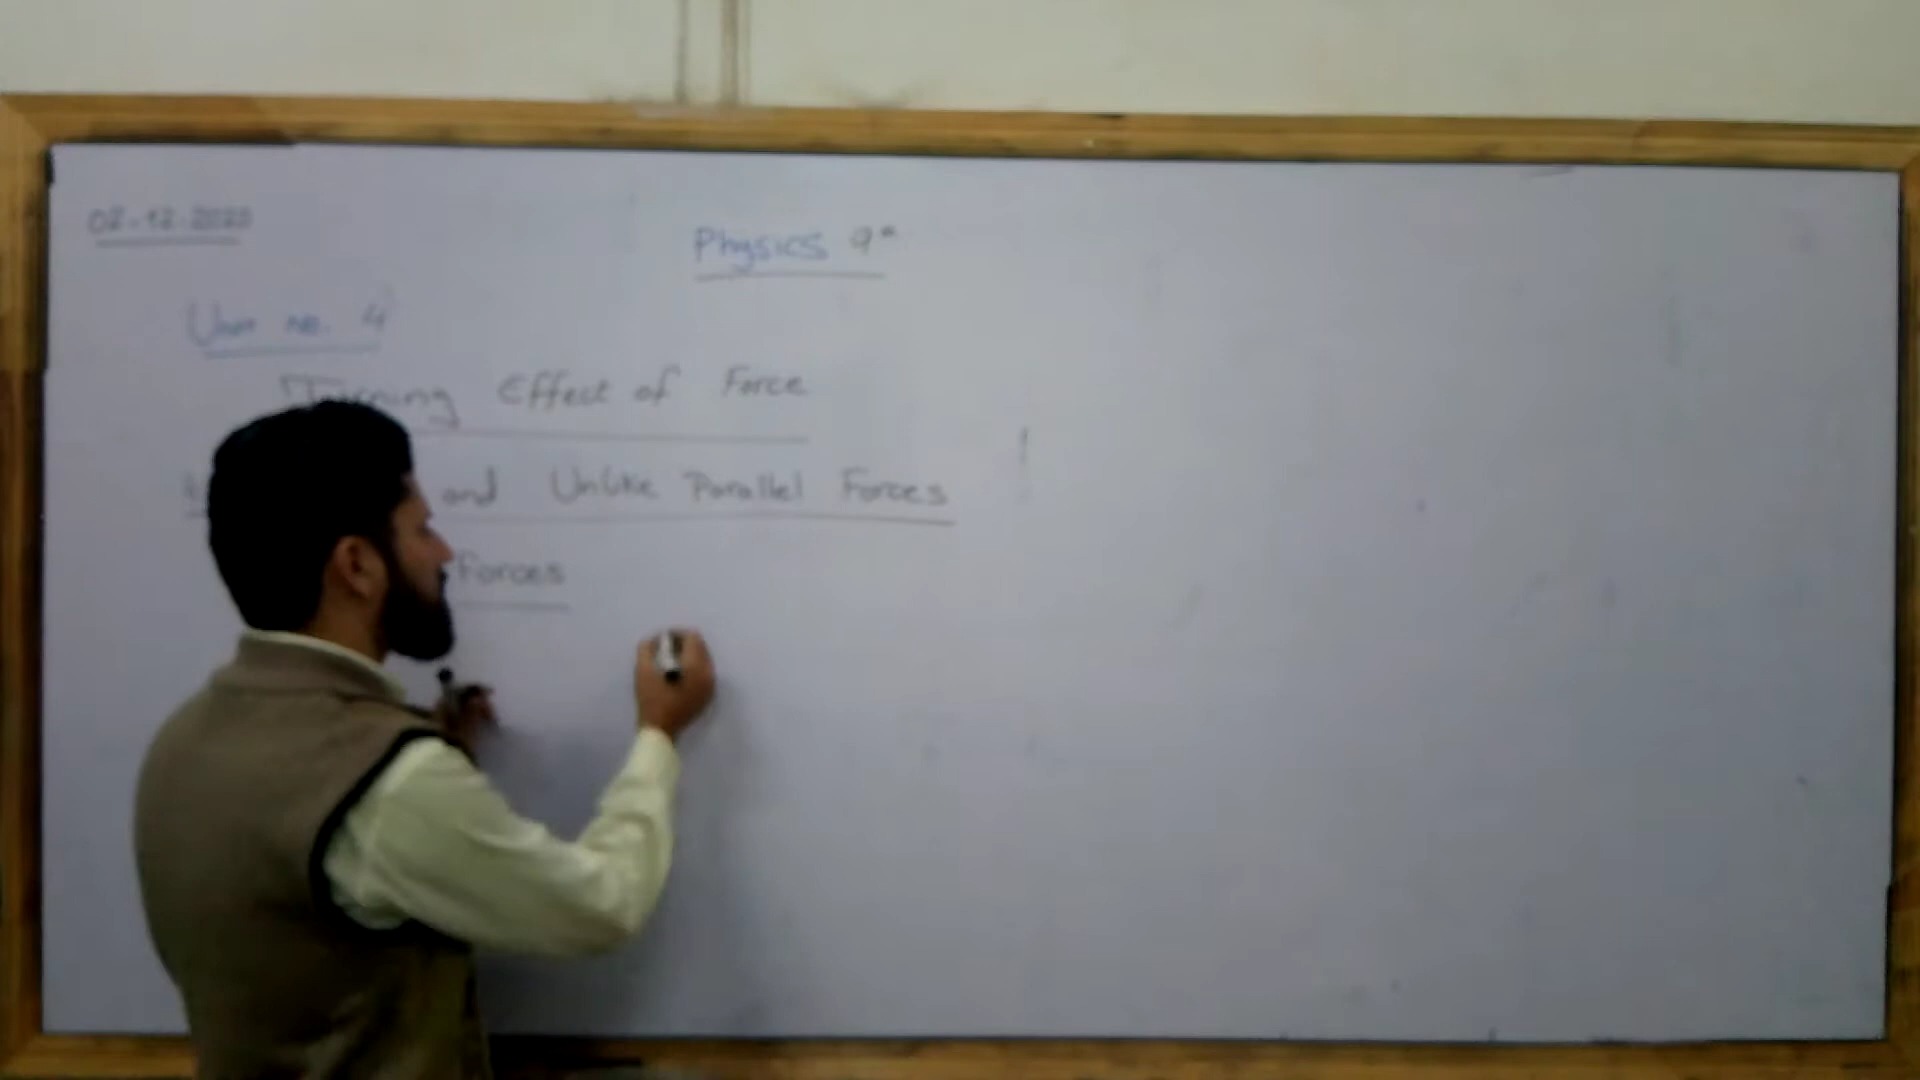 02-12-2020
Physics 9th
Unit No. 4
Turning Effect of Force
and Unlike Parallel Forces
Forces